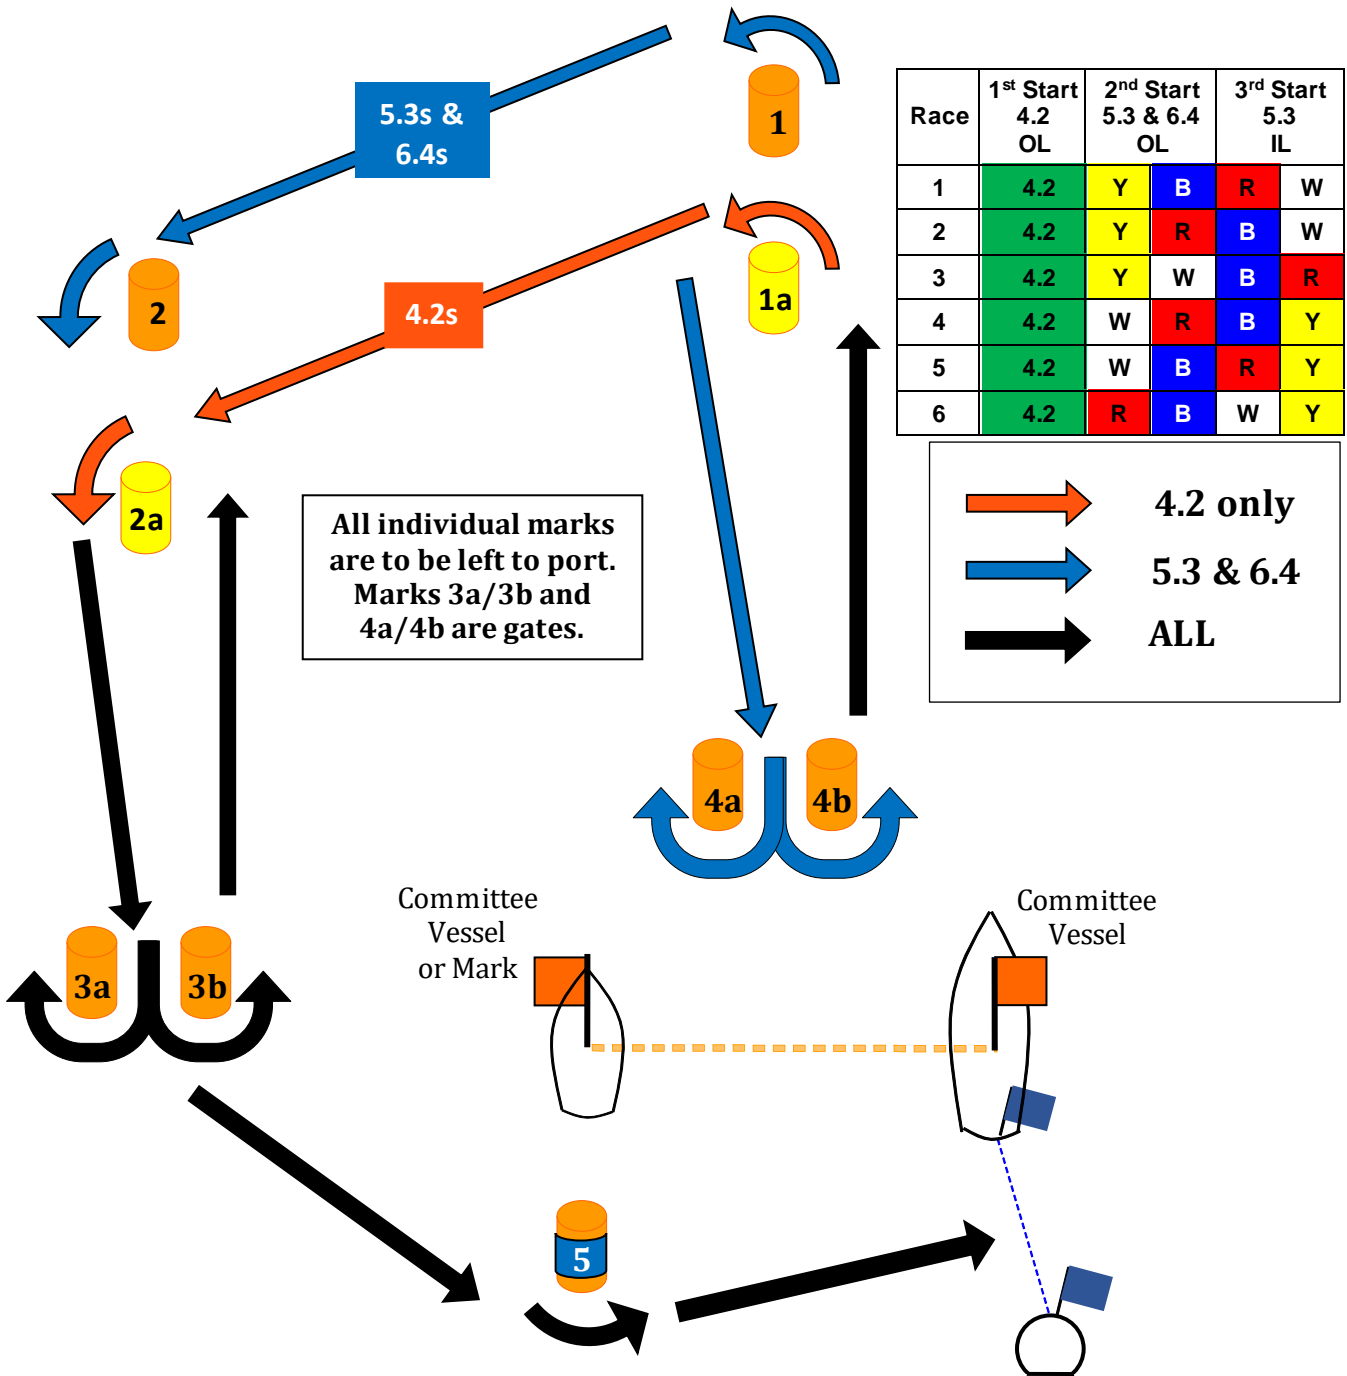 1
5.3s &
6.4s
1a
2
4.2s
2a
Race 1st Start 4.2 OL 2nd Start 5.3 & 6.4 OL 3rd Start 5.3 IL
1 4.2 Y B R W
2 4.2 Y R B W
3 4.2 Y W B R
4 4.2 W R B Y
5 4.2 W B R Y
6 4.2 R B W Y
4.2 only
5.3 & 6.4
ALL
All individual marks
are to be left to port.
Marks 3a/3b and
4a/4b are gates.
4a 4b
3a 3b
Committee
Vessel
or Mark
Committee
Vessel
5